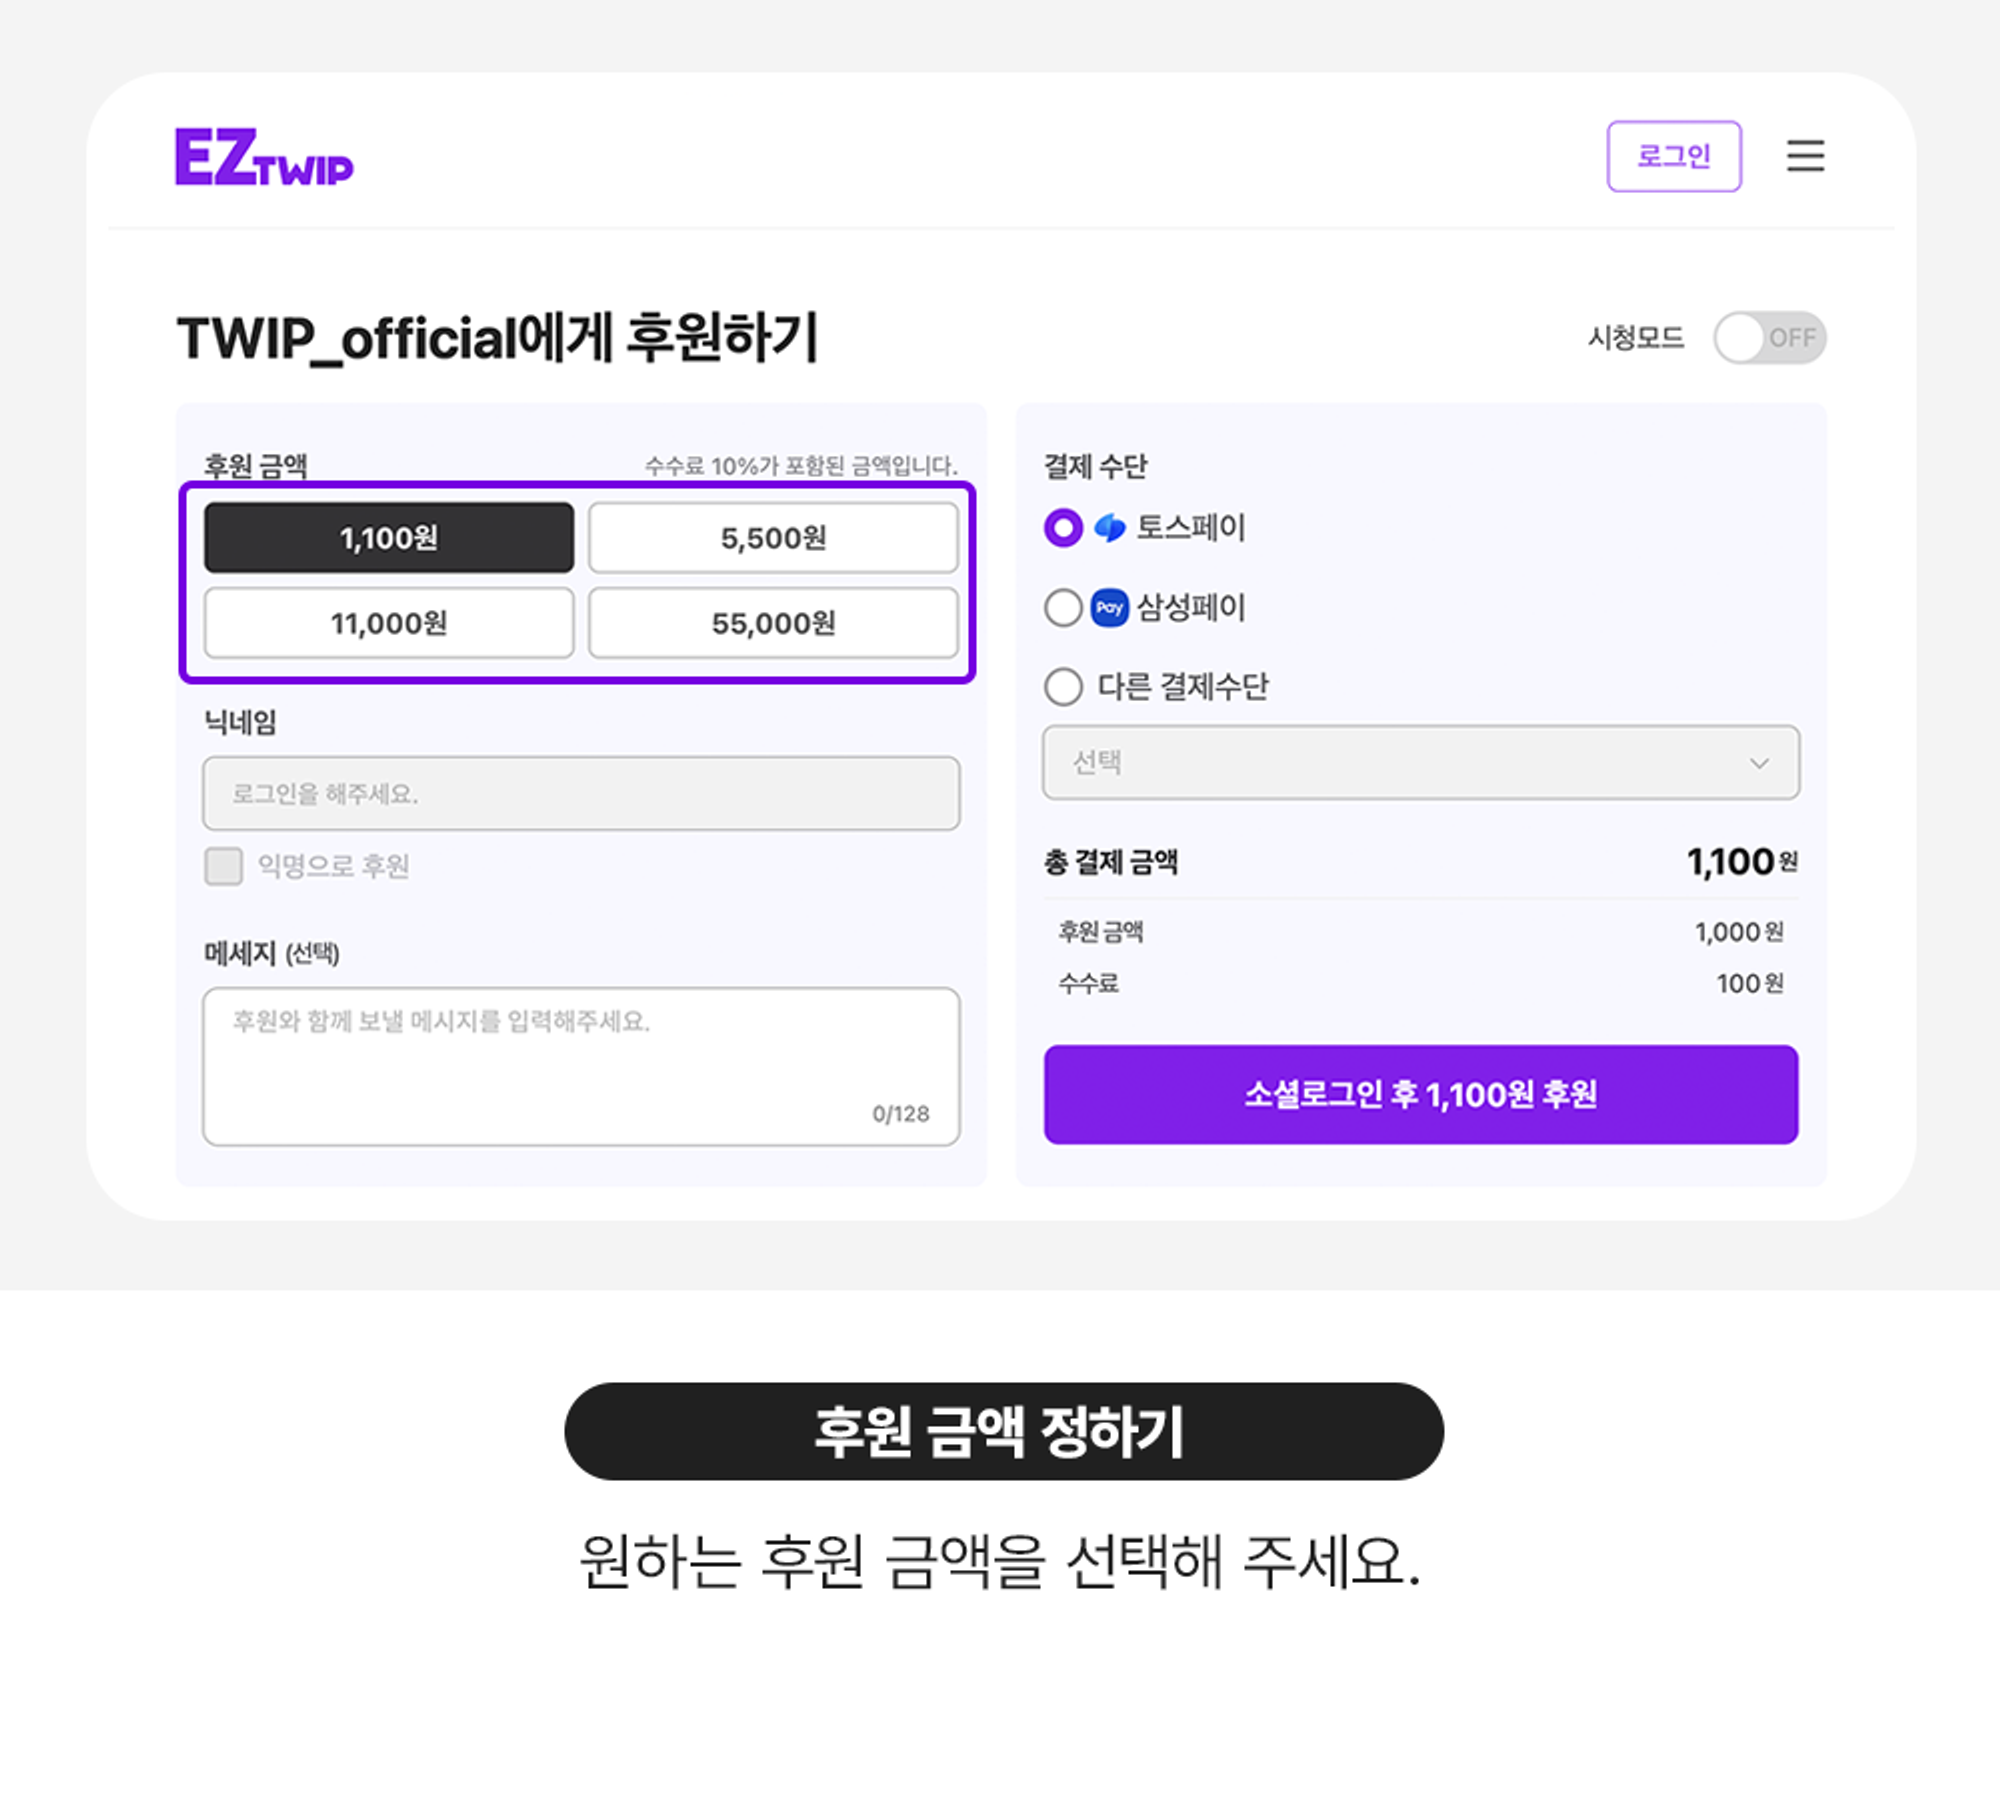 EZTWIP
로그인
TWIP_official에게 후원하기
시청모드
OFF
후원 금액
수수료 10%가 포함된 금액입니다.
1,100원
5,500원
11,000원
55,000원
닉네임
로그인을 해주세요.
익명으로 후원
메세지 (선택)
후원와 함께 보낼 메시지를 입력해주세요.
0/128
결제 수단
토스페이
Pay 삼성페이
다른 결제수단
선택
총 결제 금액
1,100원
후원 금액
1,000원
수수료
100원
소셜로그인 후 1,100원 후원
후원 금액 정하기
원하는 후원 금액을 선택해 주세요.